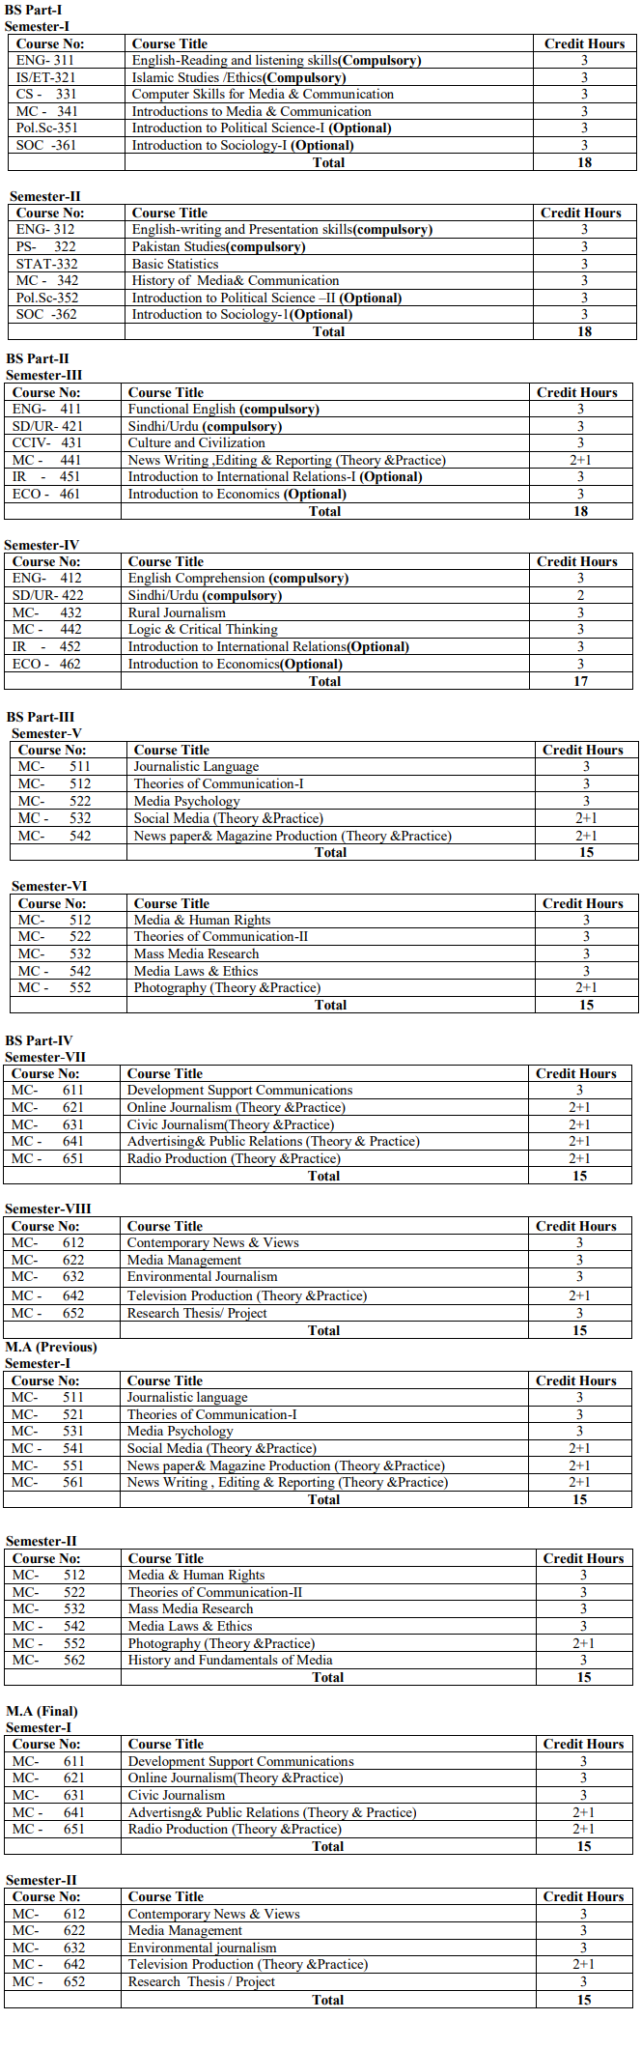 BS Part-I
Semester-I
Course No: Course Title Credit Hours
ENG- 311 English-Reading and listening skills(Compulsory) 3
IS/ET-321 Islamic Studies /Ethics(Compulsory) 3
CS - 331 Computer Skills for Media & Communication 3
MC - 341 Introductions to Media & Communication 3
Pol.Sc-351 Introduction to Political Science-I (Optional) 3
SOC -361 Introduction to Sociology-I (Optional) 3
Total 18
Semester-II
Course No: Course Title Credit Hours
ENG- 312 English-writing and Presentation skills(compulsory) 3
PS- 322 Pakistan Studies(compulsory) 3
STAT-332 Basic Statistics 3
MC - 342 History of Media& Communication 3
Pol.Sc-352 Introduction to Political Science –II (Optional) 3
SOC -362 Introduction to Sociology-1(Optional) 3
Total 18
BS Part-II
Semester-III
Course No: Course Title Credit Hours
ENG- 411 Functional English (compulsory) 3
SD/UR- 421 Sindhi/Urdu (compulsory) 3
CCIV- 431 Culture and Civilization 3
MC - 441 News Writing ,Editing & Reporting (Theory &Practice) 2+1
IR - 451 Introduction to International Relations-I (Optional) 3
ECO - 461 Introduction to Economics (Optional) 3
Total 18
Semester-IV
Course No: Course Title Credit Hours
ENG- 412 English Comprehension (compulsory) 3
SD/UR- 422 Sindhi/Urdu (compulsory) 2
MC- 432 Rural Journalism 3
MC - 442 Logic & Critical Thinking 3
IR - 452 Introduction to International Relations(Optional) 3
ECO - 462 Introduction to Economics(Optional) 3
Total 17
BS Part-III
Semester-V
Course No: Course Title Credit Hours
MC- 511 Journalistic Language 3
MC- 512 Theories of Communication-I 3
MC- 522 Media Psychology 3
MC - 532 Social Media (Theory &Practice) 2+1
MC- 542 News paper& Magazine Production (Theory &Practice) 2+1
Total 15
Semester-VI
Course No: Course Title Credit Hours
MC- 512 Media & Human Rights 3
MC- 522 Theories of Communication-II 3
MC- 532 Mass Media Research 3
MC - 542 Media Laws & Ethics 3
MC - 552 Photography (Theory &Practice) 2+1
Total 15
BS Part-IV
Semester-VII
Course No: Course Title Credit Hours
MC- 611 Development Support Communications 3
MC- 621 Online Journalism (Theory &Practice) 2+1
MC- 631 Civic Journalism(Theory &Practice) 2+1
MC - 641 Advertising& Public Relations (Theory & Practice) 2+1
MC - 651 Radio Production (Theory &Practice) 2+1
Total 15
Semester-VIII
Course No: Course Title Credit Hours
MC- 612 Contemporary News & Views 3
MC- 622 Media Management 3
MC- 632 Environmental Journalism 3
MC - 642 Television Production (Theory &Practice) 2+1
MC - 652 Research Thesis/ Project 3
Total 15
M.A (Previous)
Semester-I
Course No: Course Title Credit Hours
MC- 511 Journalistic language 3
MC- 521 Theories of Communication-I 3
MC- 531 Media Psychology 3
MC - 541 Social Media (Theory &Practice) 2+1
MC- 551 News paper& Magazine Production (Theory &Practice) 2+1
MC- 561 News Writing , Editing & Reporting (Theory &Practice) 2+1
Total 15
Semester-II
Course No: Course Title Credit Hours
MC- 512 Media & Human Rights 3
MC- 522 Theories of Communication-II 3
MC- 532 Mass Media Research 3
MC - 542 Media Laws & Ethics 3
MC - 552 Photography (Theory &Practice) 2+1
MC- 562 History and Fundamentals of Media 3
Total 15
M.A (Final)
Semester-I
Course No: Course Title Credit Hours
MC- 611 Development Support Communications 3
MC- 621 Online Journalism(Theory &Practice) 3
MC- 631 Civic Journalism 3
MC - 641 Advertisng& Public Relations (Theory & Practice) 2+1
MC - 651 Radio Production (Theory &Practice) 2+1
Total 15
Semester-II
Course No: Course Title Credit Hours
MC- 612 Contemporary News & Views 3
MC- 622 Media Management 3
MC- 632 Environmental journalism 3
MC - 642 Television Production (Theory &Practice) 2+1
MC - 652 Research Thesis / Project 3
Total 15